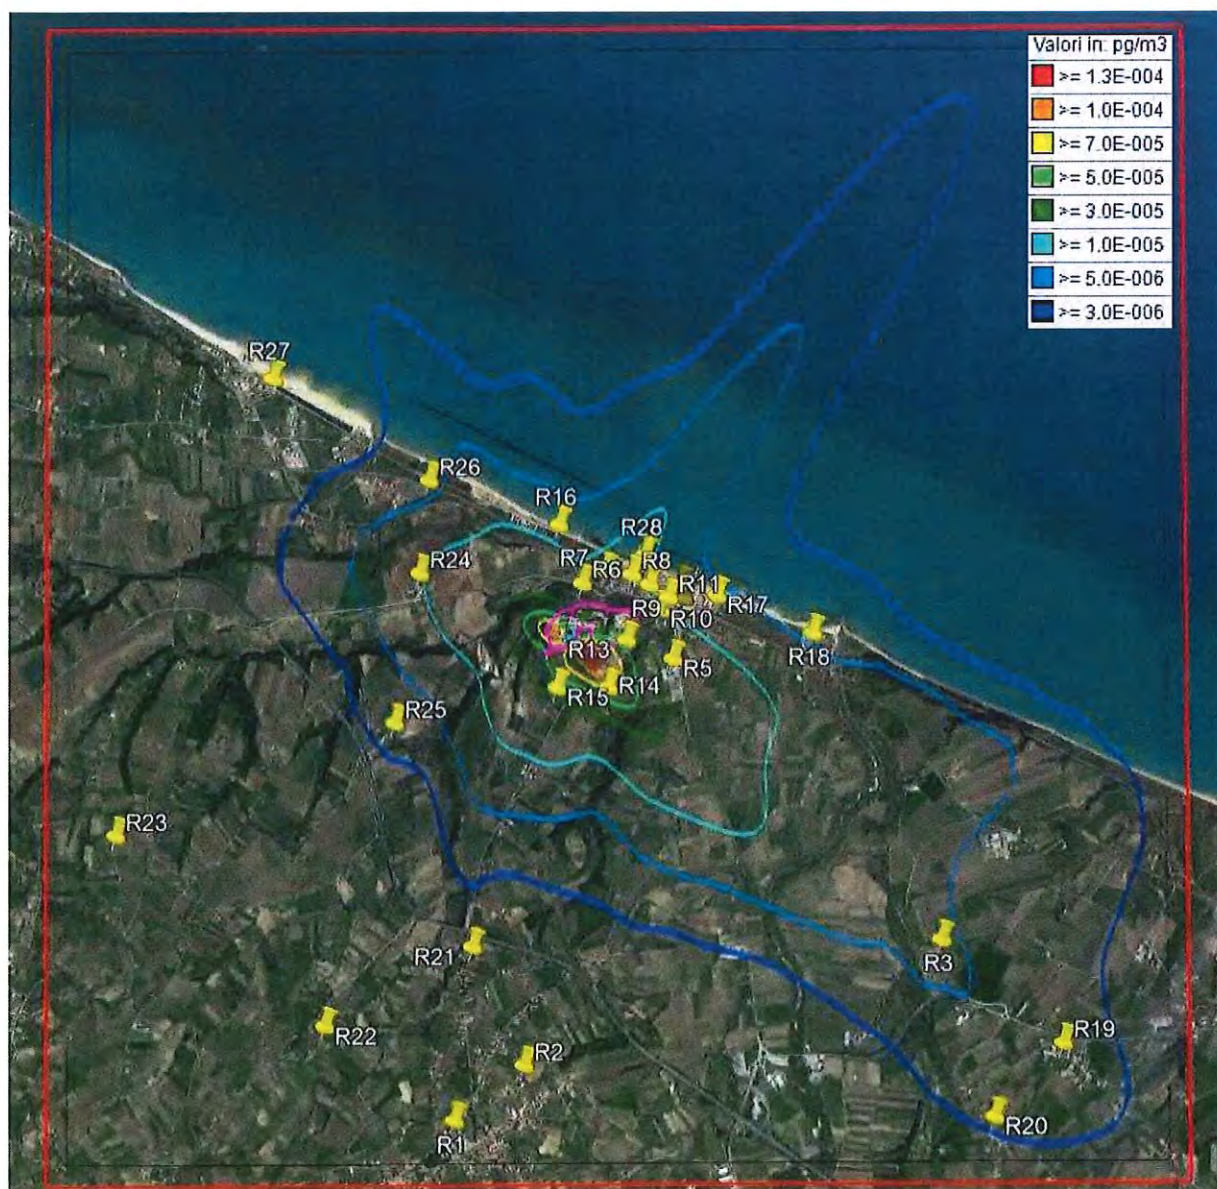 Valori in: pg/m3
>= 1.3E-004
>= 1.0E-004
>= 7.0E-005
>= 5.0E-005
>= 3.0E-005
>= 1.0E-005
>= 5.0E-006
>= 3.0E-006
R27
R26
R16
R28
R24
R7
R6
R8
R11
R17
R9
R10
R18
R13
R5
R14
R15
R25
R23
R3
R21
R22
R19
R2
R20
R1